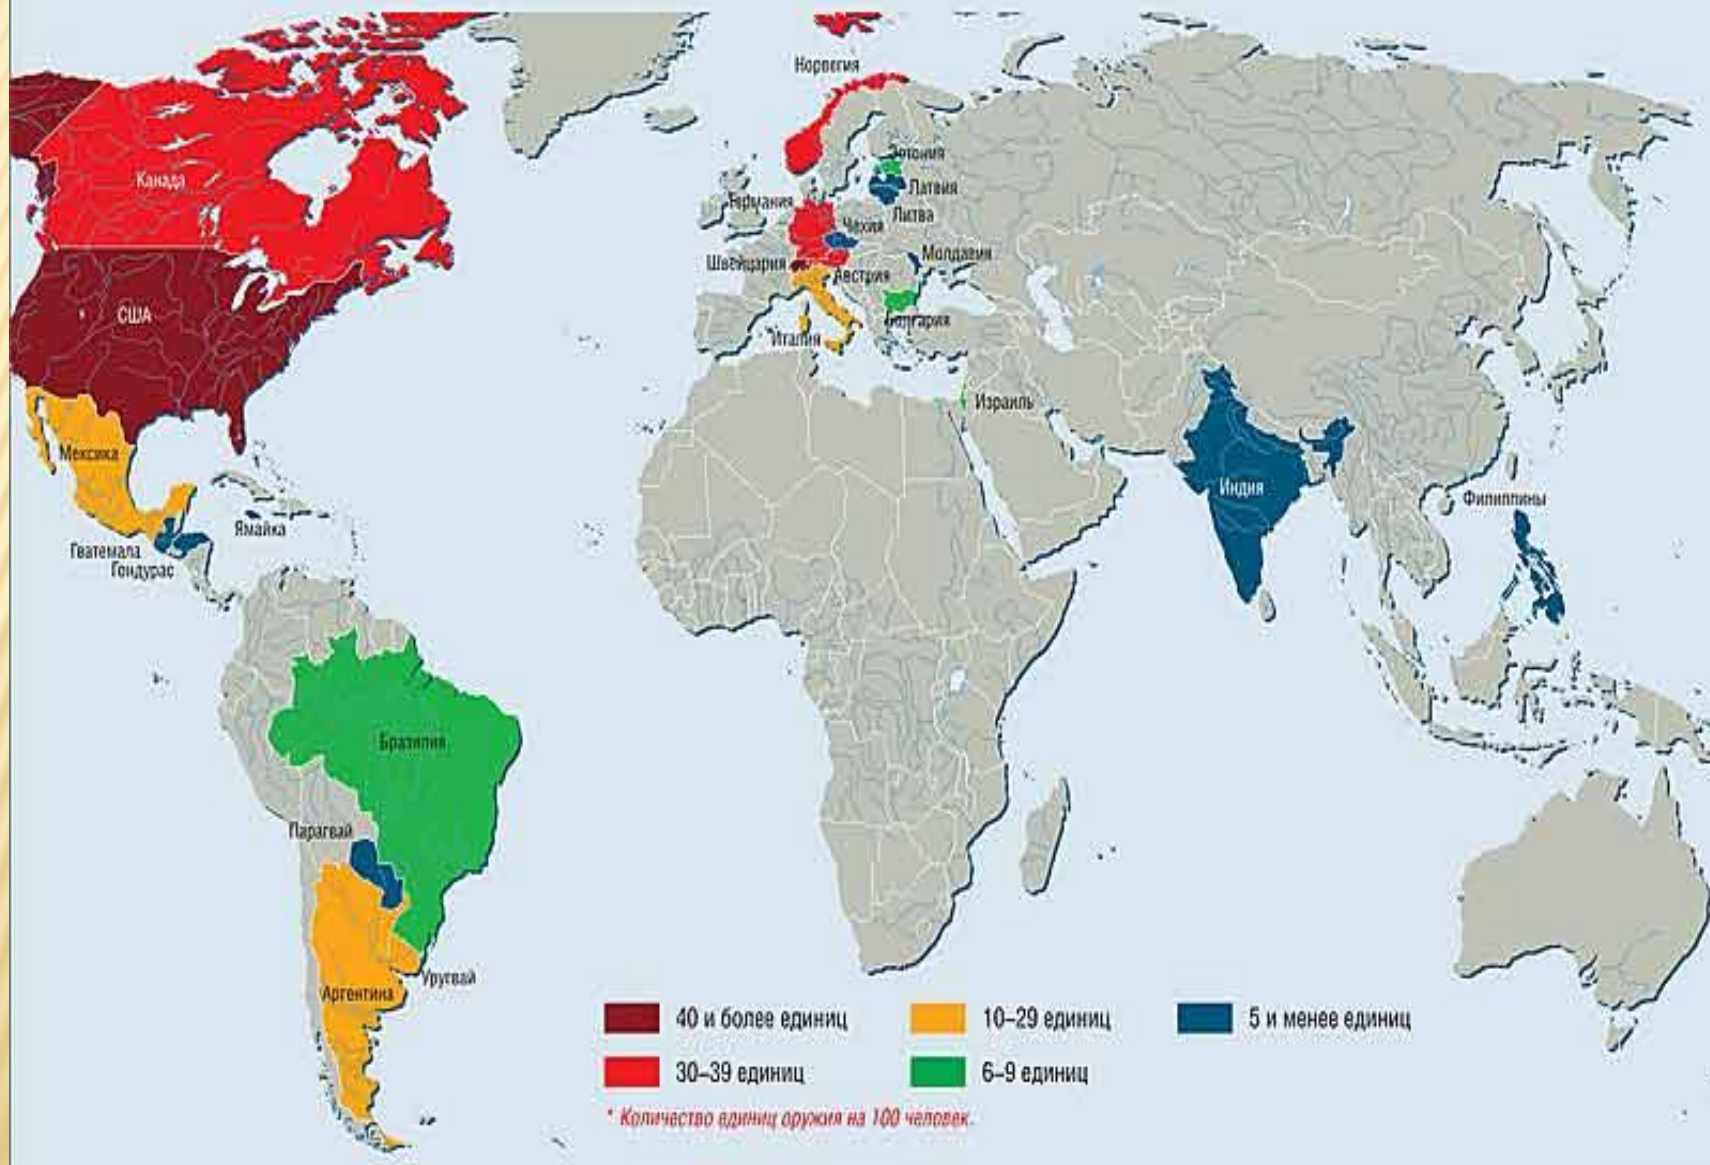 Норвегия
Эстония
Канада
Латвия
Германия
Литва
Чехия
Молдавия
Швейцария
Австрия
США
Болгария
Италия
Израиль
Мексика
Индия
Филиппины
Ямайка
Гватемала
Гондурас
Бразилия
Парагвай
Уругвай
Аргентина
40 и более единиц
10–29 единиц
5 и менее единиц
30–39 единиц
6–9 единиц
* Количество единиц оружия на 100 человек.